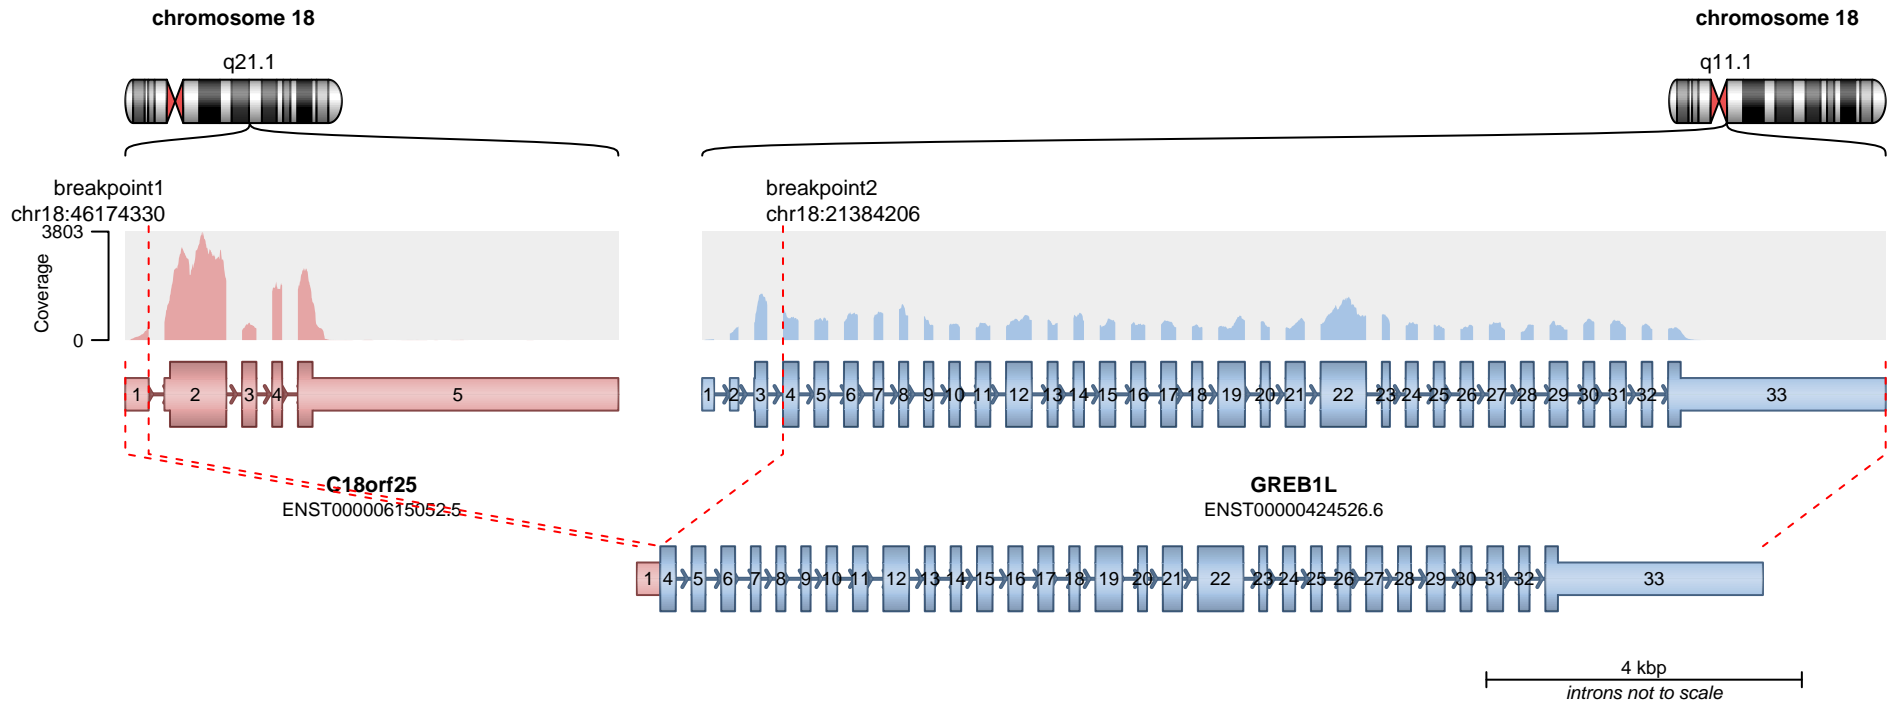 chromosome 18
chromosome 18
q21.1
q11.1
breakpoint1
chr18:46174330
breakpoint2
chr18:21384206
3803
Coverage
0
1 2 3 4 5
1 2 3 4 5 6 7 8 9 10 11 12 13 14 15 16 17 18 19 20 21 22 23 24 25 26 27 28 29 30 31 32 33
C18orf25
ENST00000615052.5
GREB1L
ENST00000424526.6
1 4 5 6 7 8 9 10 11 12 13 14 15 16 17 18 19 20 21 22 23 24 25 26 27 28 29 30 31 32 33
4 kbp
introns not to scale